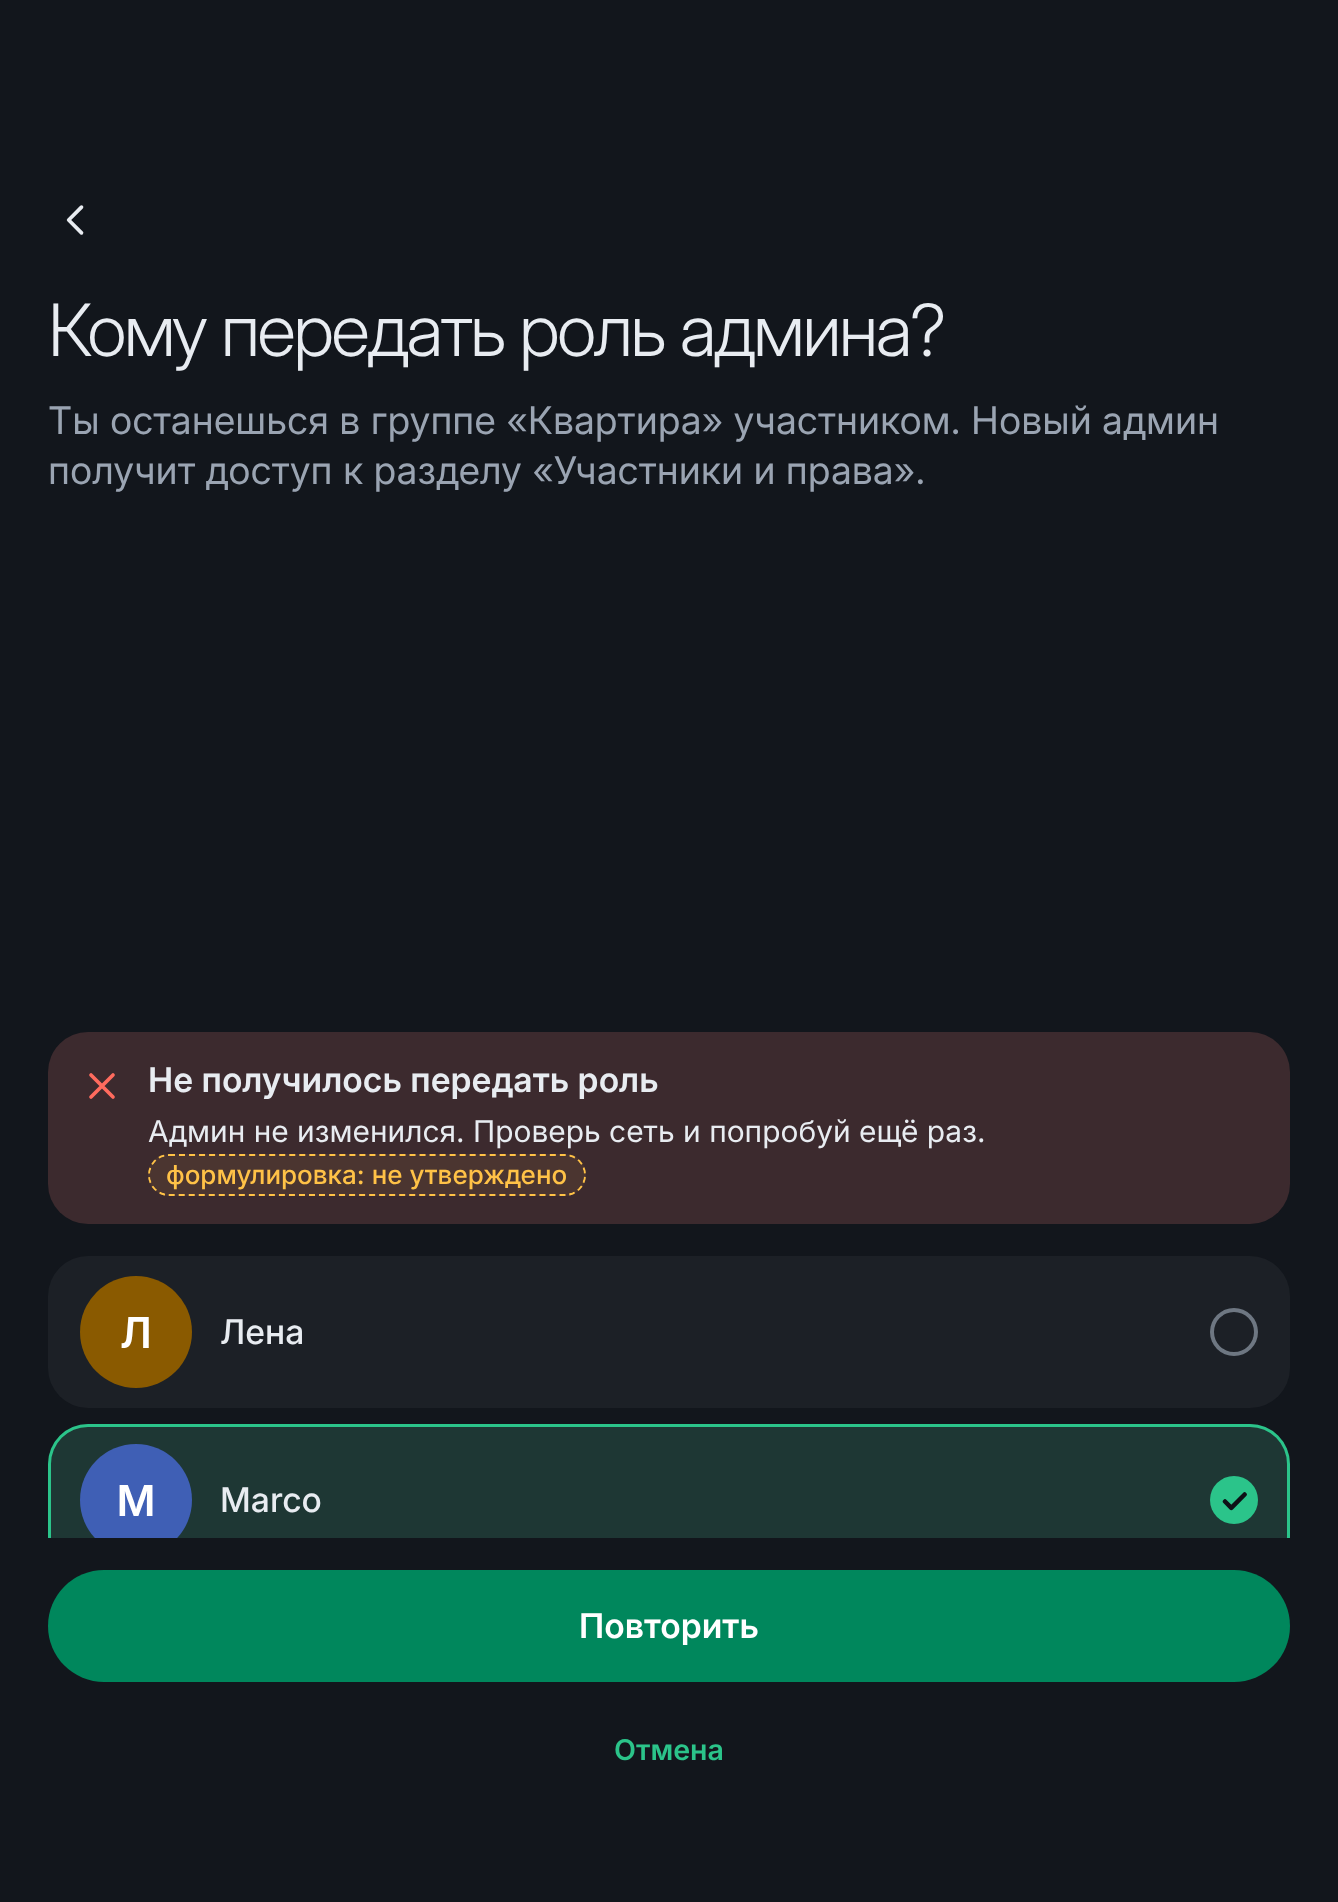 Кому передать роль админа?
Ты останешься в группе «Квартира» участником. Новый админ
получит доступ к разделу «Участники и права».
Не получилось передать роль
Админ не изменился. Проверь сеть и попробуй ещё раз.
формулировка: не утверждено
Л
Лена
M
Marco
Повторить
Отмена